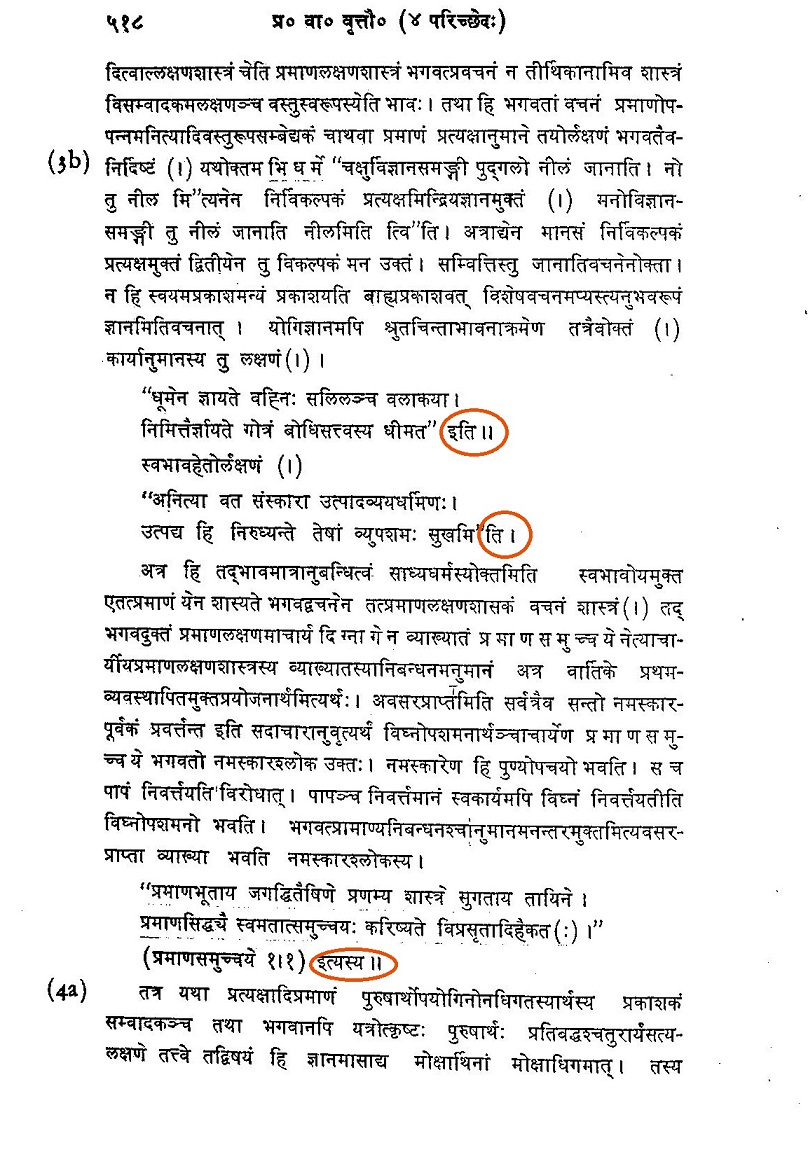 ५१८ प्र० वा० वृत्तौ० (४ परिच्छेदः)
दित्वाल्लक्षणशास्त्रं चेति प्रमाणलक्षणशास्त्रं भगवत्प्रवचनं न तीर्थिकानामिव शास्त्रं
विसम्वादकमलक्षणञ्च वस्तुस्वरूपस्येति भावः। तथा हि भगवतां वचनं प्रमाणोप-
पन्नमनित्यादिवस्तुरूपसम्बेद्यकं चाथवा प्रमाणं प्रत्यक्षानुमाने तयोर्लक्षणं भगवतैव-
(3b) निर्दिष्टं (।) यथोक्तम भि ध र्मे “चक्षुर्विज्ञानसमङ्गी पुद्गलो नीलं जानाति। नो
तु नील मि”त्यनेन निर्विकल्पकं प्रत्यक्षमिन्द्रियज्ञानमुक्तं (।) मनोविज्ञान-
समङ्गी तु नीलं जानाति नीलमिति त्वि”ति। अत्राद्येन मानसं निर्विकल्पकं
प्रत्यक्षमुक्तं द्वितीयेन तु विकल्पकं मन उक्तं। सम्वित्तिस्तु जानातिवचनेनोक्ता।
न हि स्वयमप्रकाशमन्यं प्रकाशयति बाह्यप्रकाशवत् विशेषवचनमप्यस्त्यनुभवरूपं
ज्ञानमितिवचनात्। योगिज्ञानमपि श्रुतचिन्ताभावनाक्रमेण तत्रैवोक्तं (।)
कार्यानुमानस्य तु लक्षणं(।)।
“धूमेन ज्ञायते वह्निः सलिलञ्च वलाकया।
निमित्तैर्ज्ञायते गोत्रं बोधिसत्त्वस्य धीमत” इति॥
स्वभावहेतोर्लक्षणं (।)
“अनित्या वत संस्कारा उत्पादव्ययधर्मिणः।
उत्पद्य हि निरुध्यन्ते तेषां व्युपशमः सुखमि”ति।
अत्र हि तद्भावमात्रानुबन्धित्वं साध्यधर्मस्योक्तमिति स्वभावोयमुक्त
एतत्प्रमाणं येन शास्यते भगवद्वचनेन तत्प्रमाणलक्षणशासकं वचनं शास्त्रं(।) तद्
भगवदुक्तं प्रमाणलक्षणमाचार्य दि ग्ना गे न व्याख्यातं प्र मा ण स मु च्च ये नेत्याचा-
र्यीयप्रमाणलक्षणशास्त्रस्य व्याख्यातस्यानिबन्धनमनुमानं अत्र वार्तिके प्रथम-
व्यवस्थापितमुक्तप्रयोजनार्थमित्यर्थः। अवसरप्राप्तमिति सर्वत्रैव सन्तो नमस्कार-
पूर्वकं प्रवर्त्तन्त इति सदाचारानुवृत्यर्थं विघ्नोपशमनार्थञ्चाचार्येण प्र मा ण स मु-
च्च ये भगवतो नमस्कारश्लोक उक्तः। नमस्कारेण हि पुण्योपचयो भवति। स च
पापं निवर्त्तयति विरोधात्। पापञ्च निवर्त्तमानं स्वकार्यमपि विघ्नं निवर्त्तयतीति
विघ्नोपशमनो भवति। भगवत्प्रामाण्यनिबन्धनश्चानुमानमनन्तरमुक्तमित्यवसर-
प्राप्ता व्याख्या भवति नमस्कारश्लोकस्य।
“प्रमाणभूताय जगद्धितैषिणे प्रणम्य शास्त्रे सुगताय तायिने।
प्रमाणसिद्ध्यै स्वमतात्समुच्चयः करिष्यते विप्रसृतादिहैकत(ः)।”
(प्रमाणसमुच्चये १।१) इत्यस्य॥
(4a) तत्र यथा प्रत्यक्षादिप्रमाणं पुरुषार्थोपयोगिनोनधिगतस्यार्थस्य प्रकाशकं
सम्वादकञ्च तथा भगवानपि यत्रोत्कृष्टः पुरुषार्थः प्रतिबद्धश्चतुरार्यसत्य-
लक्षणे तत्त्वे तद्विषयं हि ज्ञानमासाद्य मोक्षार्थिनां मोक्षाधिगमात्। तस्य